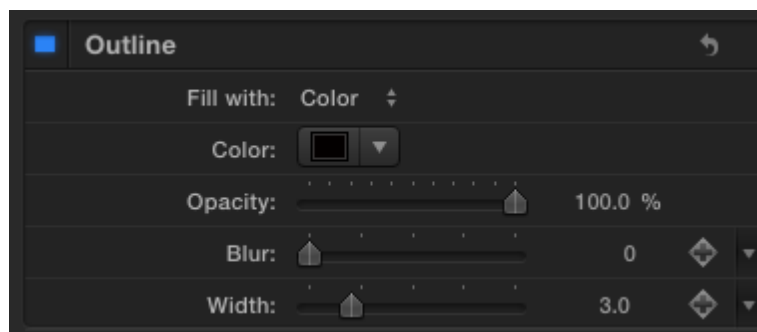 Outline
Fill with: Color
Color:
Opacity: 100.0 %
Blur: 0
Width: 3.0